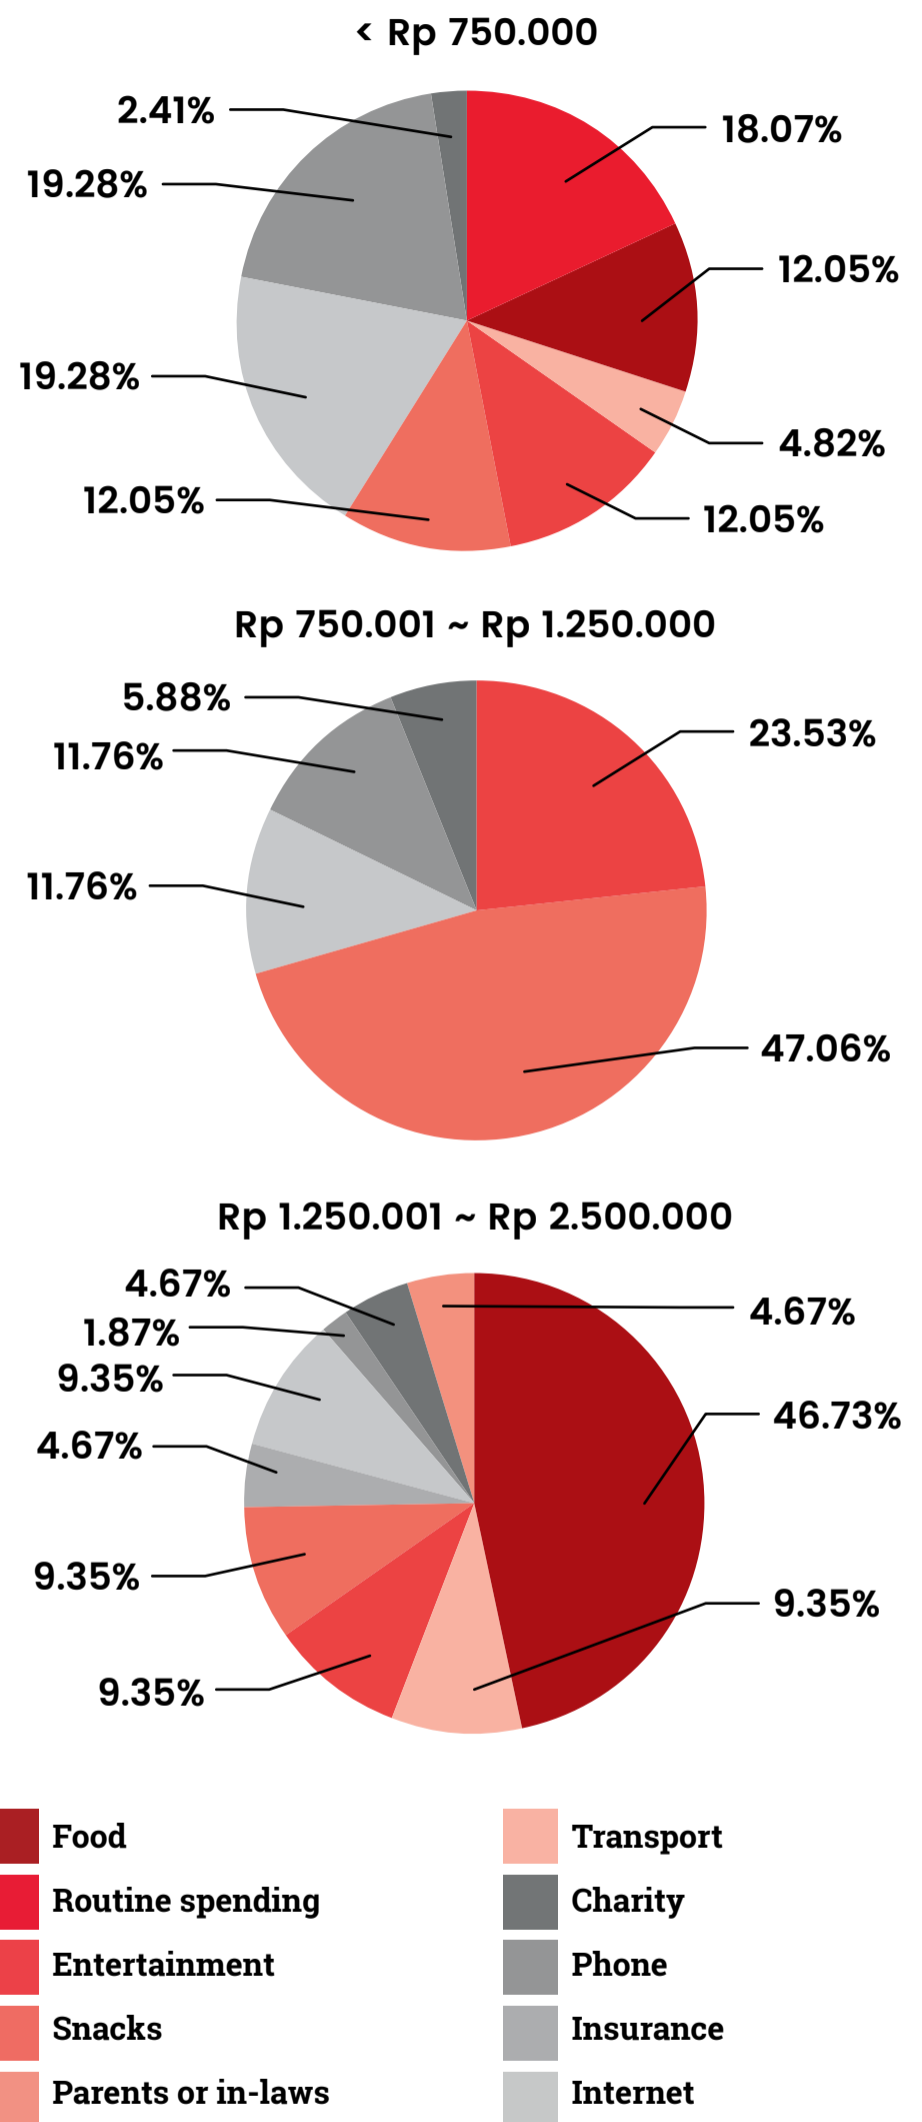 < Rp 750.000
2.41%
18.07%
19.28%
12.05%
19.28%
4.82%
12.05%
12.05%
Rp 750.001 ~ Rp 1.250.000
5.88%
23.53%
11.76%
11.76%
47.06%
Rp 1.250.001 ~ Rp 2.500.000
4.67%
4.67%
1.87%
9.35%
46.73%
4.67%
9.35%
9.35%
9.35%
Food
Routine spending
Entertainment
Snacks
Parents or in-laws
Transport
Charity
Phone
Insurance
Internet